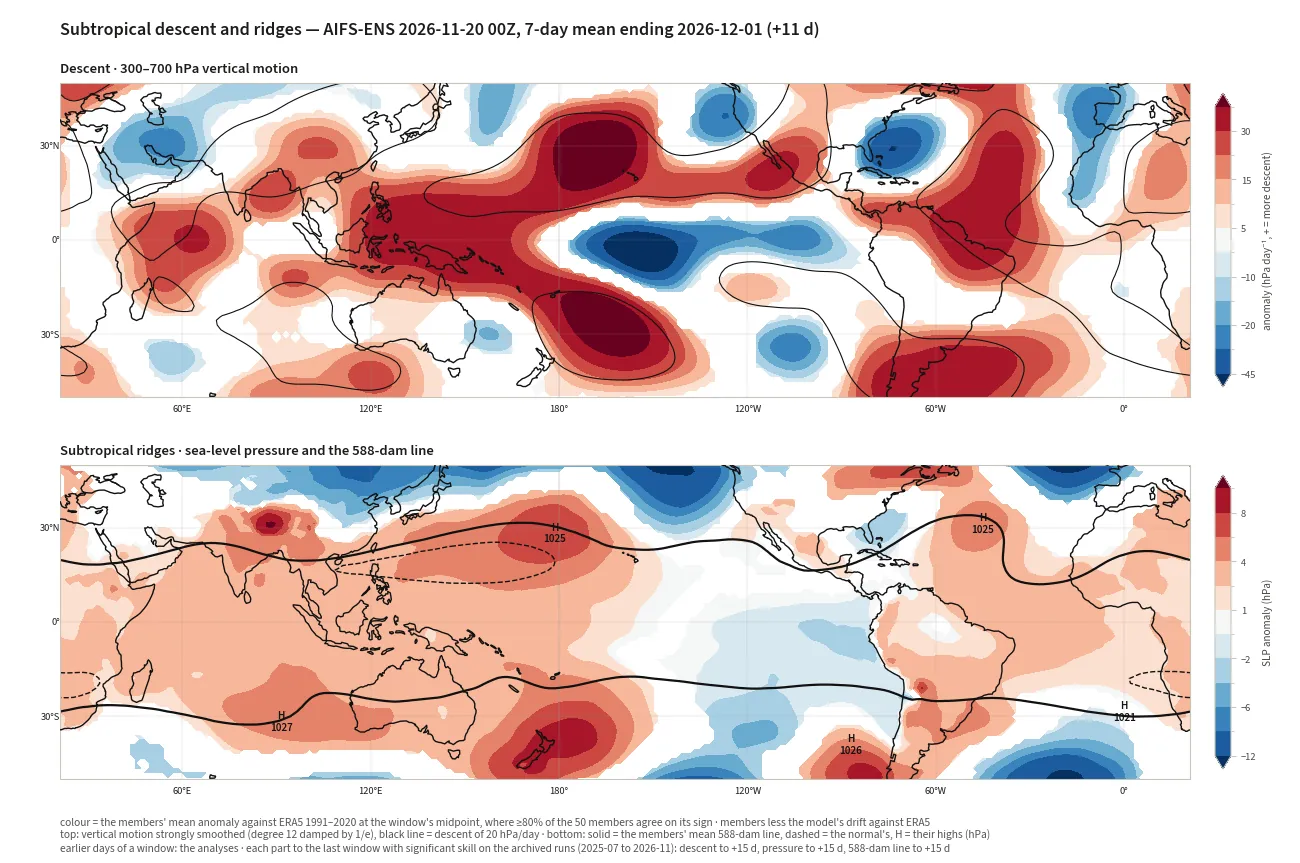 Subtropical descent and ridges — AIFS-ENS 2026-11-20 00Z, 7-day mean ending 2026-12-01 (+11 d)
Descent · 300–700 hPa vertical motion
30°N
0°
30°S
60°E
120°E
180°
120°W
60°W
0°
30
15
5
−10
−20
−45
anomaly (hPa day⁻¹, + = more descent)
Subtropical ridges · sea-level pressure and the 588-dam line
30°N
0°
30°S
H
1025
H
1025
H
1027
H
1026
H
1021
60°E
120°E
180°
120°W
60°W
0°
8
4
1
−2
−6
−12
SLP anomaly (hPa)
colour = the members' mean anomaly against ERA5 1991–2020 at the window's midpoint, where ≥80% of the 50 members agree on its sign · members less the model's drift against ERA5
top: vertical motion strongly smoothed (degree 12 damped by 1/e), black line = descent of 20 hPa/day · bottom: solid = the members' mean 588-dam line, dashed = the normal's, H = their highs (hPa)
earlier days of a window: the analyses · each part to the last window with significant skill on the archived runs (2025-07 to 2026-11): descent to +15 d, pressure to +15 d, 588-dam line to +15 d